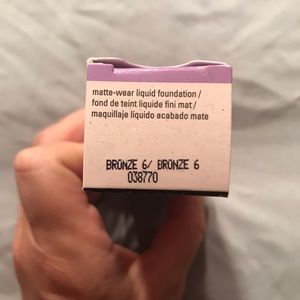 matte-wear liquid foundation /
fond de teint liquide fini mat /
maquillaje líquido acabado mate
BRONZE 6/ BRONZE 6
038770